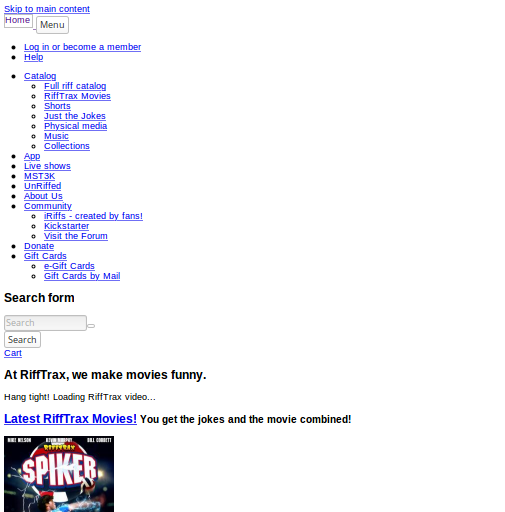 Skip to main content
Home Menu
Log in or become a member
Help
Catalog
Full riff catalog
RiffTrax Movies
Shorts
Just the Jokes
Physical media
Music
Collections
App
Live shows
MST3K
UnRiffed
About Us
Community
iRiffs - created by fans!
Kickstarter
Visit the Forum
Donate
Gift Cards
e-Gift Cards
Gift Cards by Mail
Search form
Search
Search
Cart
At RiffTrax, we make movies funny.
Hang tight! Loading RiffTrax video...
Latest RiffTrax Movies! You get the jokes and the movie combined!
MIKE NELSON KEVIN MURPHY BILL CORBETT
RIFFTRAX
SPIKER